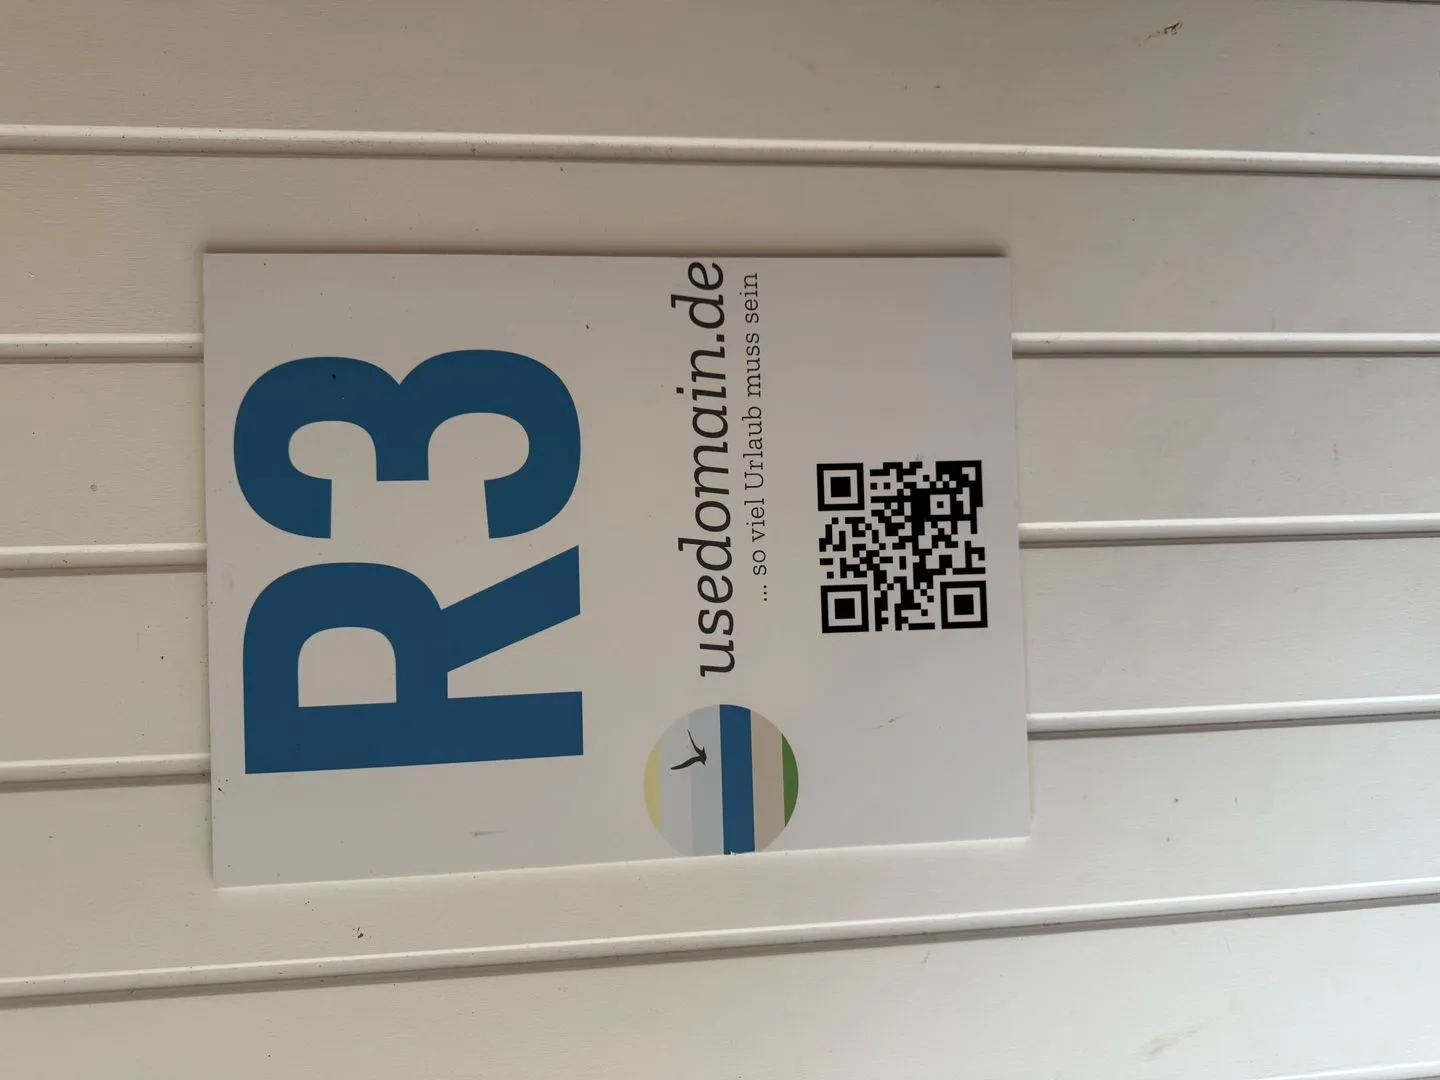 R3
usedomain.de
... so viel Urlaub muss sein